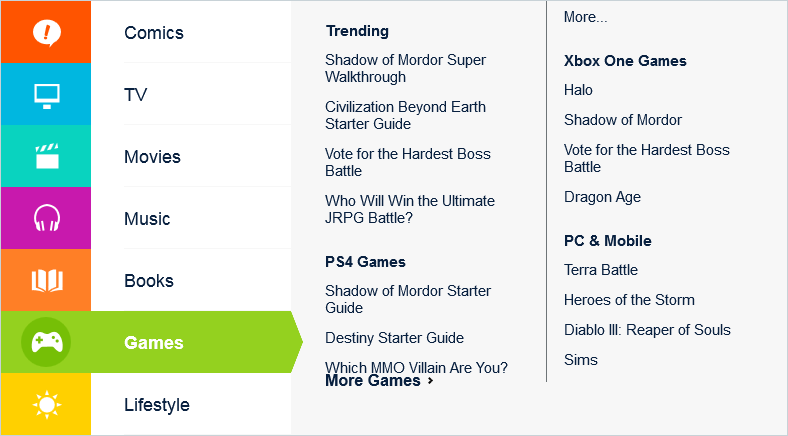 Comics
TV
Movies
Music
Books
Games
Lifestyle
Trending
Shadow of Mordor Super
Walkthrough
Civilization Beyond Earth
Starter Guide
Vote for the Hardest Boss
Battle
Who Will Win the Ultimate
JRPG Battle?
PS4 Games
Shadow of Mordor Starter
Guide
Destiny Starter Guide
Which MMO Villain Are You?
More Games
More...
Xbox One Games
Halo
Shadow of Mordor
Vote for the Hardest Boss
Battle
Dragon Age
PC & Mobile
Terra Battle
Heroes of the Storm
Diablo III: Reaper of Souls
Sims